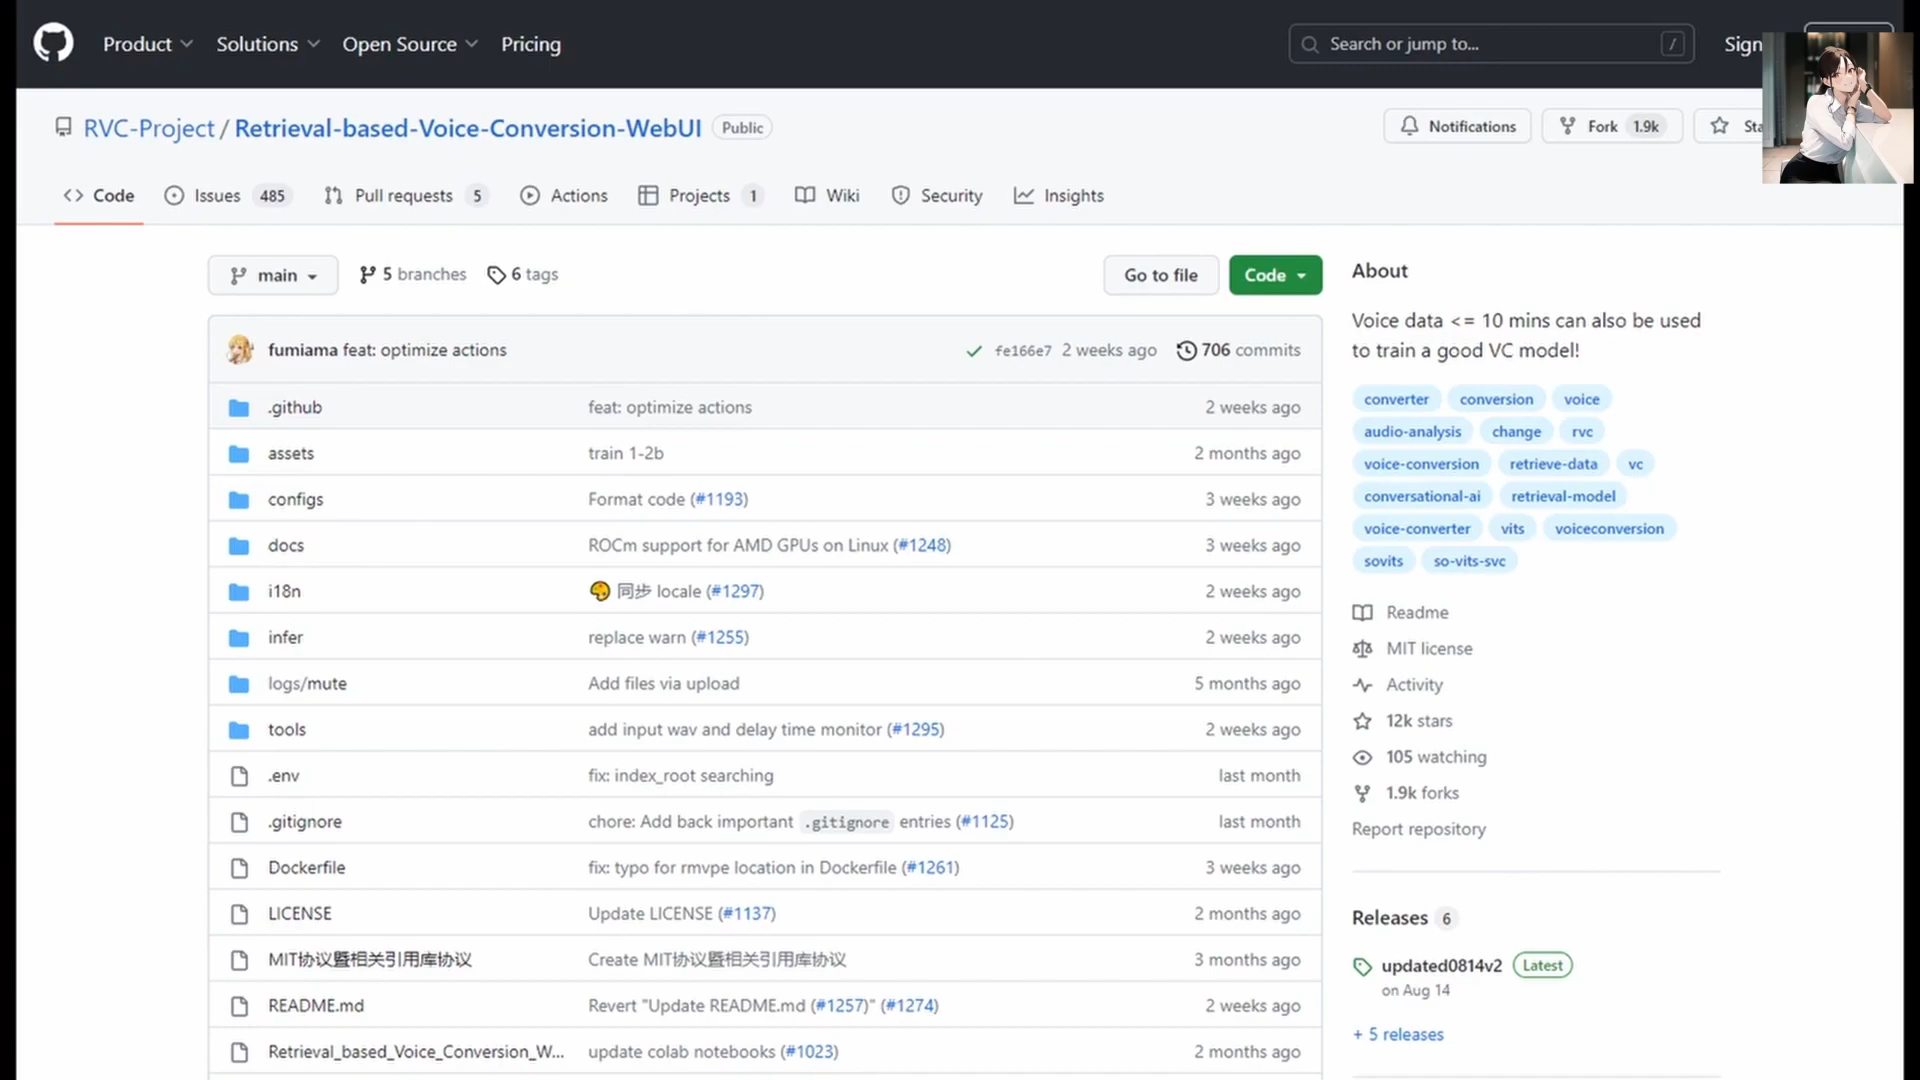 Product Solutions Open Source Pricing Search or jump to... / Sign
RVC-Project / Retrieval-based-Voice-Conversion-WebUI Public Notifications Fork 1.9k
Code Issues 485 Pull requests 5 Actions Projects 1 Wiki Security Insights
main 5 branches 6 tags Go to file Code
fumiama feat: optimize actions fe166e7 2 weeks ago 706 commits
.github feat: optimize actions 2 weeks ago
assets train 1-2b 2 months ago
configs Format code (#1193) 3 weeks ago
docs ROCm support for AMD GPUs on Linux (#1248) 3 weeks ago
i18n 同步 locale (#1297) 2 weeks ago
infer replace warn (#1255) 2 weeks ago
logs/mute Add files via upload 5 months ago
tools add input wav and delay time monitor (#1295) 2 weeks ago
.env fix: index_root searching last month
.gitignore chore: Add back important .gitignore entries (#1125) last month
Dockerfile fix: typo for rmvpe location in Dockerfile (#1261) 3 weeks ago
LICENSE Update LICENSE (#1137) 2 months ago
MIT协议暨相关引用库协议 Create MIT协议暨相关引用库协议 3 months ago
README.md Revert "Update README.md (#1257)" (#1274) 2 weeks ago
Retrieval_based_Voice_Conversion_W... update colab notebooks (#1023) 2 months ago
About
Voice data <= 10 mins can also be used
to train a good VC model!
converter conversion voice
audio-analysis change rvc
voice-conversion retrieve-data vc
conversational-ai retrieval-model
voice-converter vits voiceconversion
sovits so-vits-svc
Readme
MIT license
Activity
12k stars
105 watching
1.9k forks
Report repository
Releases 6
updated0814v2 Latest
on Aug 14
+ 5 releases